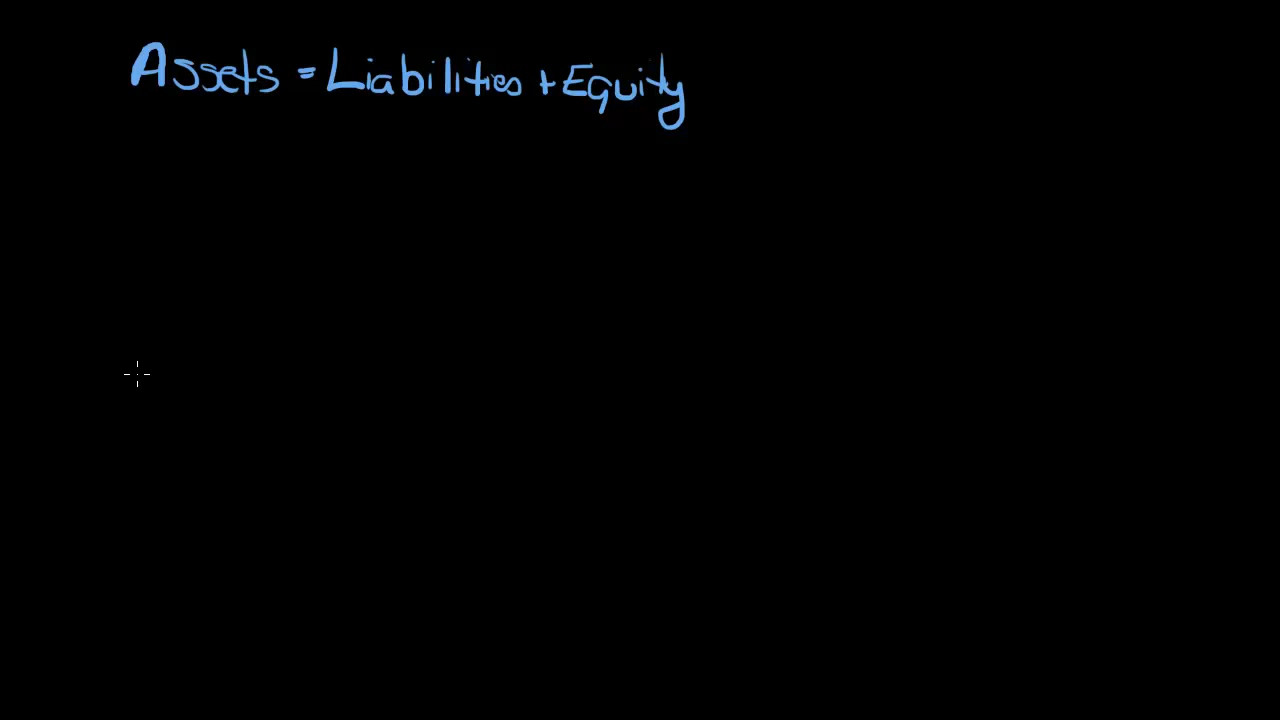 Assets = Liabilities + Equity